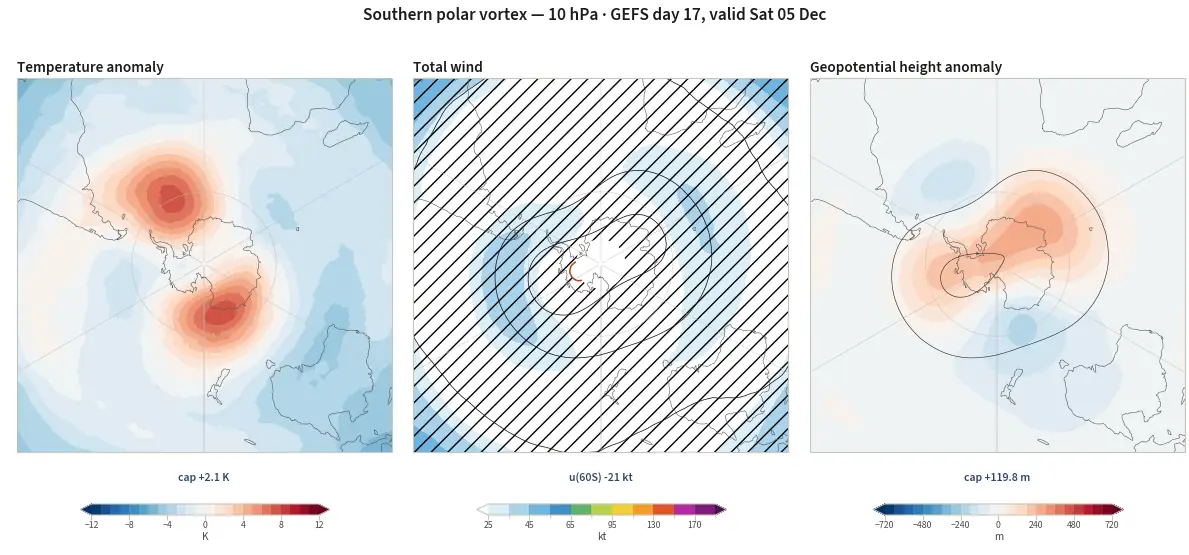 Southern polar vortex — 10 hPa · GEFS day 17, valid Sat 05 Dec
Temperature anomaly
Total wind
Geopotential height anomaly
cap +2.1 K
u(60S) -21 kt
cap +119.8 m
−12 −8 −4 0 4 8 12
K
25 45 65 95 130 170
kt
−720 −480 −240 0 240 480 720
m